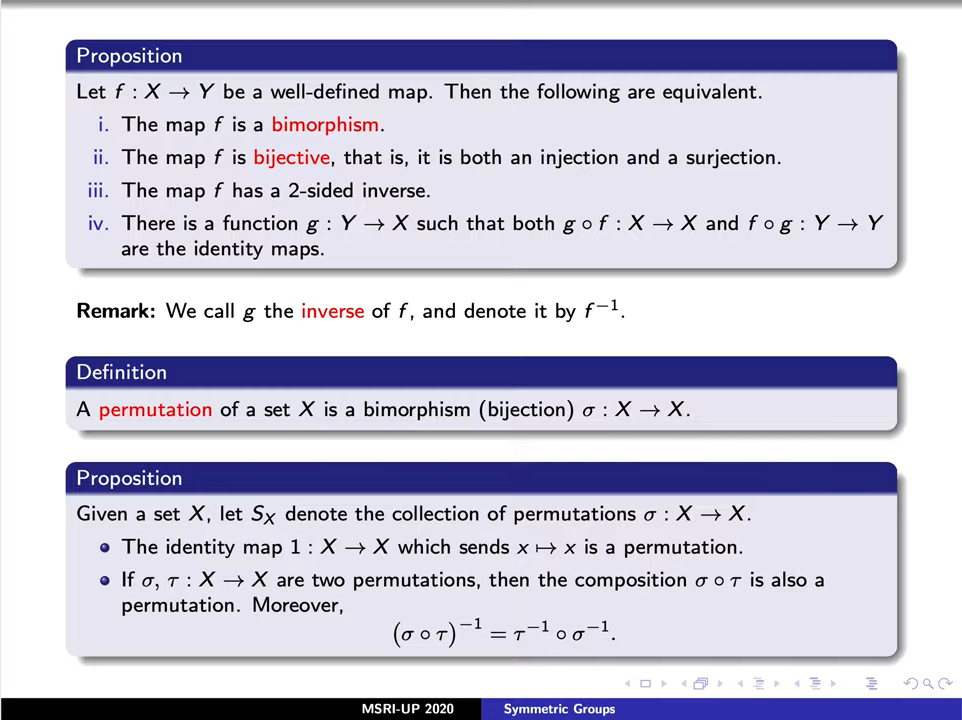 Proposition
Let f : X → Y be a well-defined map. Then the following are equivalent.
i. The map f is a bimorphism.
ii. The map f is bijective, that is, it is both an injection and a surjection.
iii. The map f has a 2-sided inverse.
iv. There is a function g : Y → X such that both g ∘ f : X → X and f ∘ g : Y → Y
are the identity maps.
Remark: We call g the inverse of f, and denote it by f⁻¹.
Definition
A permutation of a set X is a bimorphism (bijection) σ : X → X.
Proposition
Given a set X, let S_X denote the collection of permutations σ : X → X.
• The identity map 1 : X → X which sends x ↦ x is a permutation.
• If σ, τ : X → X are two permutations, then the composition σ ∘ τ is also a
permutation. Moreover,
(σ ∘ τ)⁻¹ = τ⁻¹ ∘ σ⁻¹.
MSRI-UP 2020 Symmetric Groups